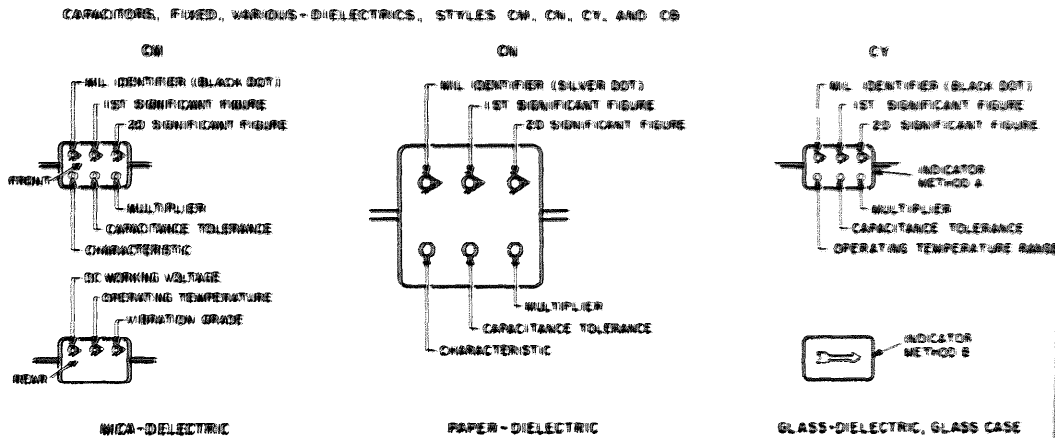 CAPACITORS, FIXED, VARIOUS-DIELECTRICS, STYLES CM, CN, CY, AND CB
CM
MIL IDENTIFIER (BLACK DOT)
1ST SIGNIFICANT FIGURE
2D SIGNIFICANT FIGURE
FRONT
MULTIPLIER
CAPACITANCE TOLERANCE
CHARACTERISTIC
DC WORKING VOLTAGE
OPERATING TEMPERATURE
VIBRATION GRADE
REAR
MICA-DIELECTRIC
CN
MIL IDENTIFIER (SILVER DOT)
1ST SIGNIFICANT FIGURE
2D SIGNIFICANT FIGURE
MULTIPLIER
CAPACITANCE TOLERANCE
CHARACTERISTIC
PAPER-DIELECTRIC
CY
MIL IDENTIFIER (BLACK DOT)
1ST SIGNIFICANT FIGURE
2D SIGNIFICANT FIGURE
INDICATOR
METHOD A
MULTIPLIER
CAPACITANCE TOLERANCE
OPERATING TEMPERATURE RANGE
INDICATOR
METHOD B
GLASS-DIELECTRIC, GLASS CASE